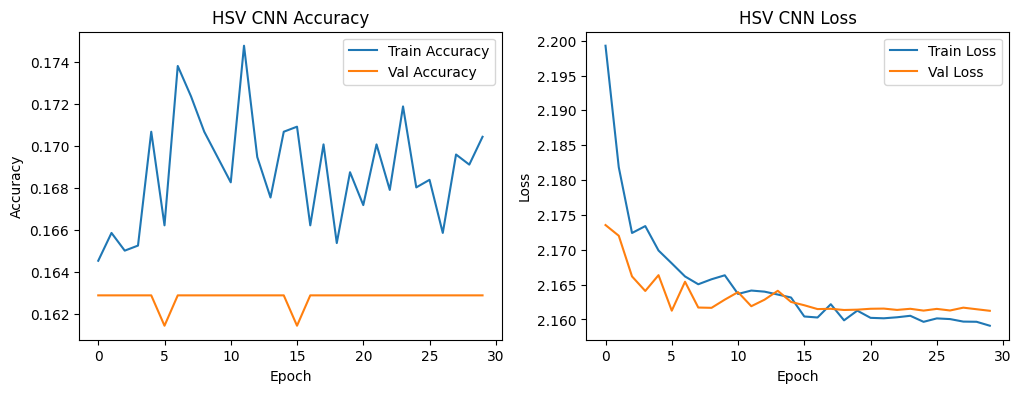 HSV CNN Accuracy
Train Accuracy
Val Accuracy
0.174
0.172
0.170
0.168
0.166
0.164
0.162
Accuracy
0 5 10 15 20 25 30
Epoch
HSV CNN Loss
Train Loss
Val Loss
2.200
2.195
2.190
2.185
2.180
2.175
2.170
2.165
2.160
Loss
0 5 10 15 20 25 30
Epoch